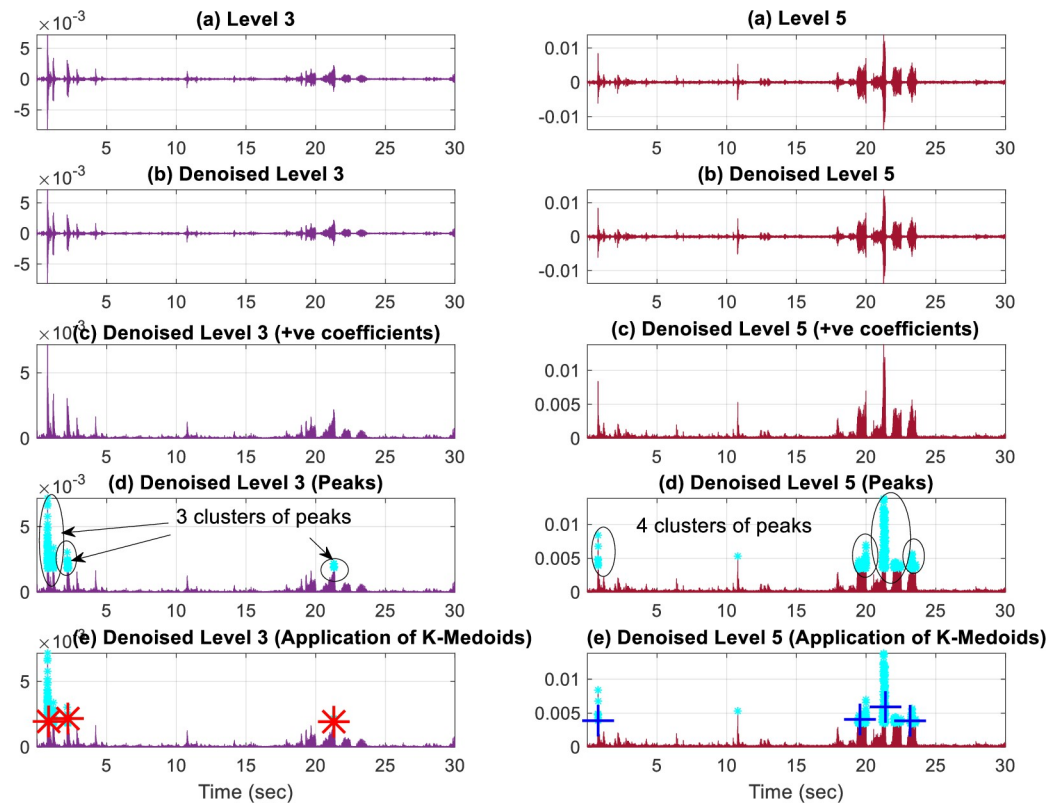 (a) Level 3
×10⁻³
5
0
-5
5 10 15 20 25 30
(b) Denoised Level 3
×10⁻³
5
0
-5
5 10 15 20 25 30
(c) Denoised Level 3 (+ve coefficients)
×10⁻³
5
0
5 10 15 20 25 30
(d) Denoised Level 3 (Peaks)
×10⁻³
3 clusters of peaks
5
0
5 10 15 20 25 30
(e) Denoised Level 3 (Application of K-Medoids)
×10⁻³
5
0
5 10 15 20 25 30
Time (sec)
(a) Level 5
0.01
0
-0.01
5 10 15 20 25 30
(b) Denoised Level 5
0.01
0
-0.01
5 10 15 20 25 30
(c) Denoised Level 5 (+ve coefficients)
0.01
0.005
0
5 10 15 20 25 30
(d) Denoised Level 5 (Peaks)
4 clusters of peaks
0.01
0.005
0
5 10 15 20 25 30
(e) Denoised Level 5 (Application of K-Medoids)
0.01
0.005
0
5 10 15 20 25 30
Time (sec)